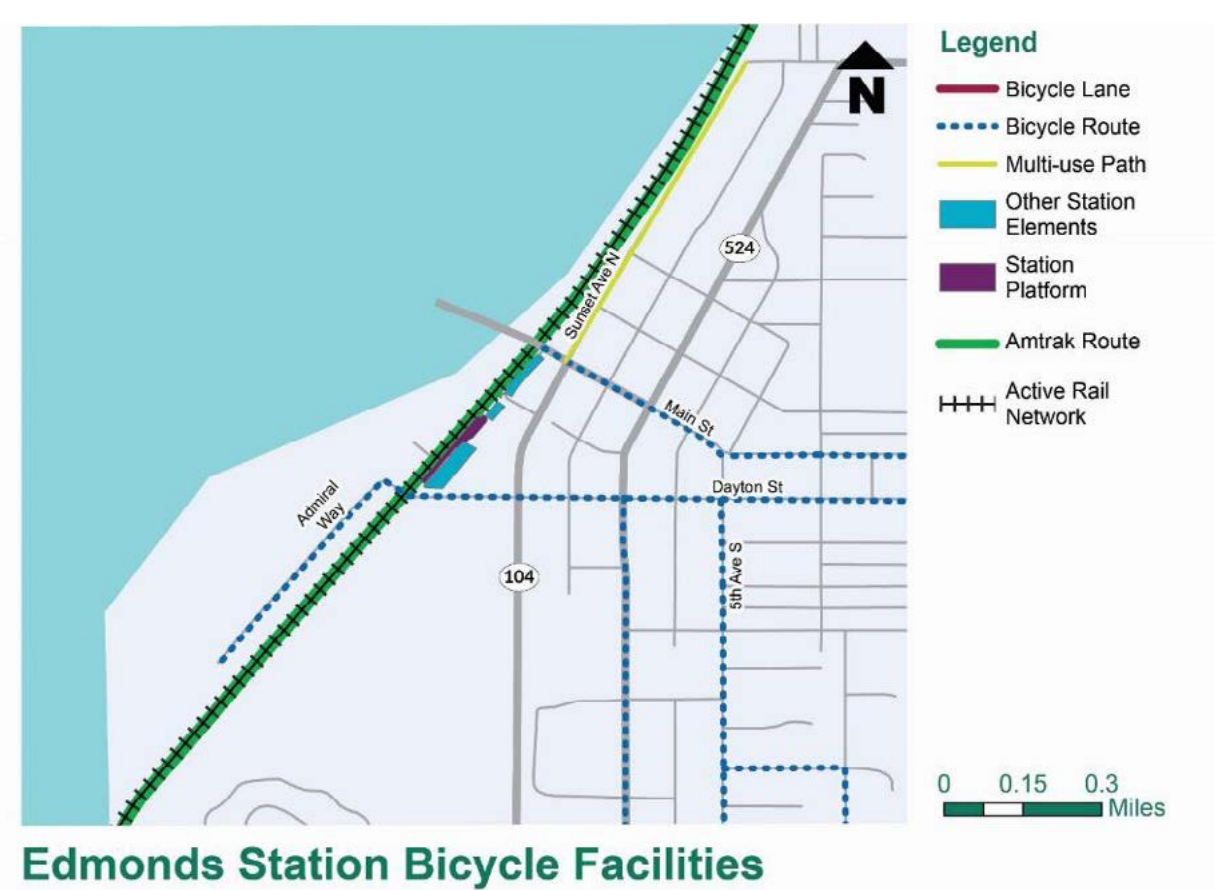 Legend
N
Bicycle Lane
Bicycle Route
Multi-use Path
Other Station
Elements
Station
Platform
Amtrak Route
Active Rail
Network
524
Sunset Ave N
Main St
Dayton St
Admiral
Way
104
5th Ave S
0 0.15 0.3
Miles
Edmonds Station Bicycle Facilities